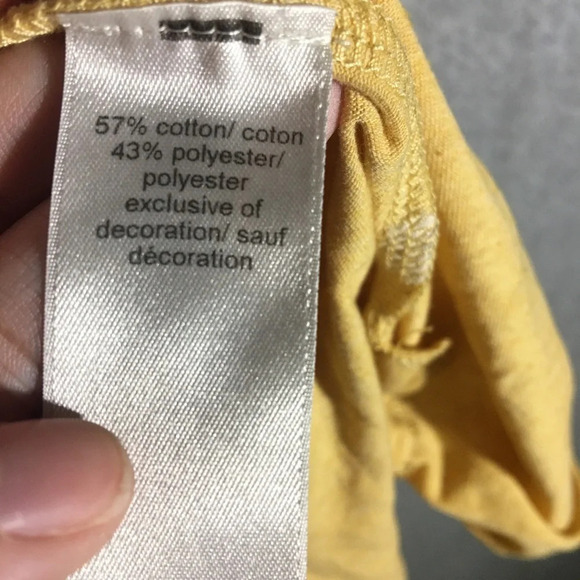 57% cotton/ coton
43% polyester/
polyester
exclusive of
decoration/ sauf
décoration